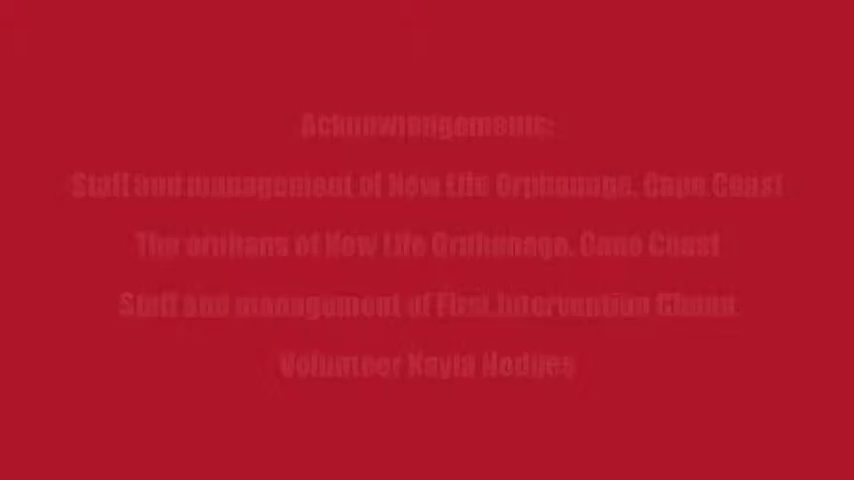 Acknowlengements:
Staff and management of New Life Orphanage, Cape Coast
The orphans of New Life Orphanage, Cape Coast
Staff and management of First Intervention Ghana
Volunteer Kayla Hodges